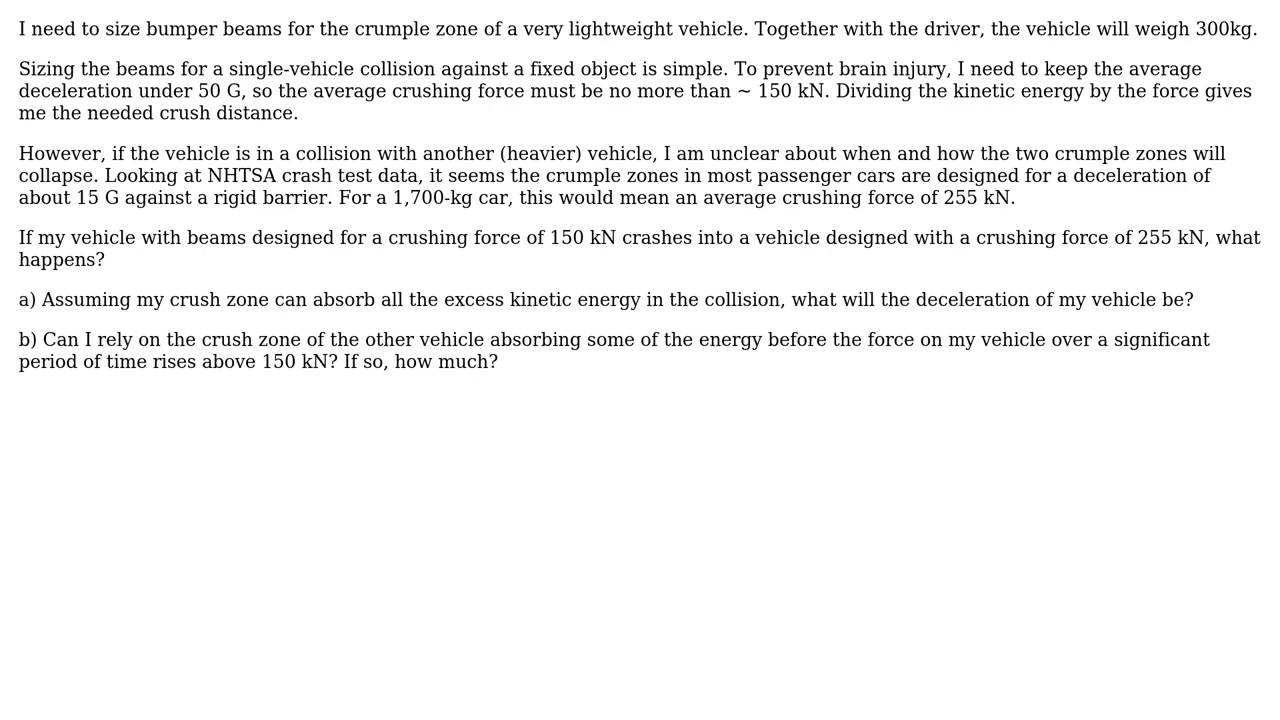 I need to size bumper beams for the crumple zone of a very lightweight vehicle. Together with the driver, the vehicle will weigh 300kg.
Sizing the beams for a single-vehicle collision against a fixed object is simple. To prevent brain injury, I need to keep the average
deceleration under 50 G, so the average crushing force must be no more than ~ 150 kN. Dividing the kinetic energy by the force gives
me the needed crush distance.
However, if the vehicle is in a collision with another (heavier) vehicle, I am unclear about when and how the two crumple zones will
collapse. Looking at NHTSA crash test data, it seems the crumple zones in most passenger cars are designed for a deceleration of
about 15 G against a rigid barrier. For a 1,700-kg car, this would mean an average crushing force of 255 kN.
If my vehicle with beams designed for a crushing force of 150 kN crashes into a vehicle designed with a crushing force of 255 kN, what
happens?
a) Assuming my crush zone can absorb all the excess kinetic energy in the collision, what will the deceleration of my vehicle be?
b) Can I rely on the crush zone of the other vehicle absorbing some of the energy before the force on my vehicle over a significant
period of time rises above 150 kN? If so, how much?